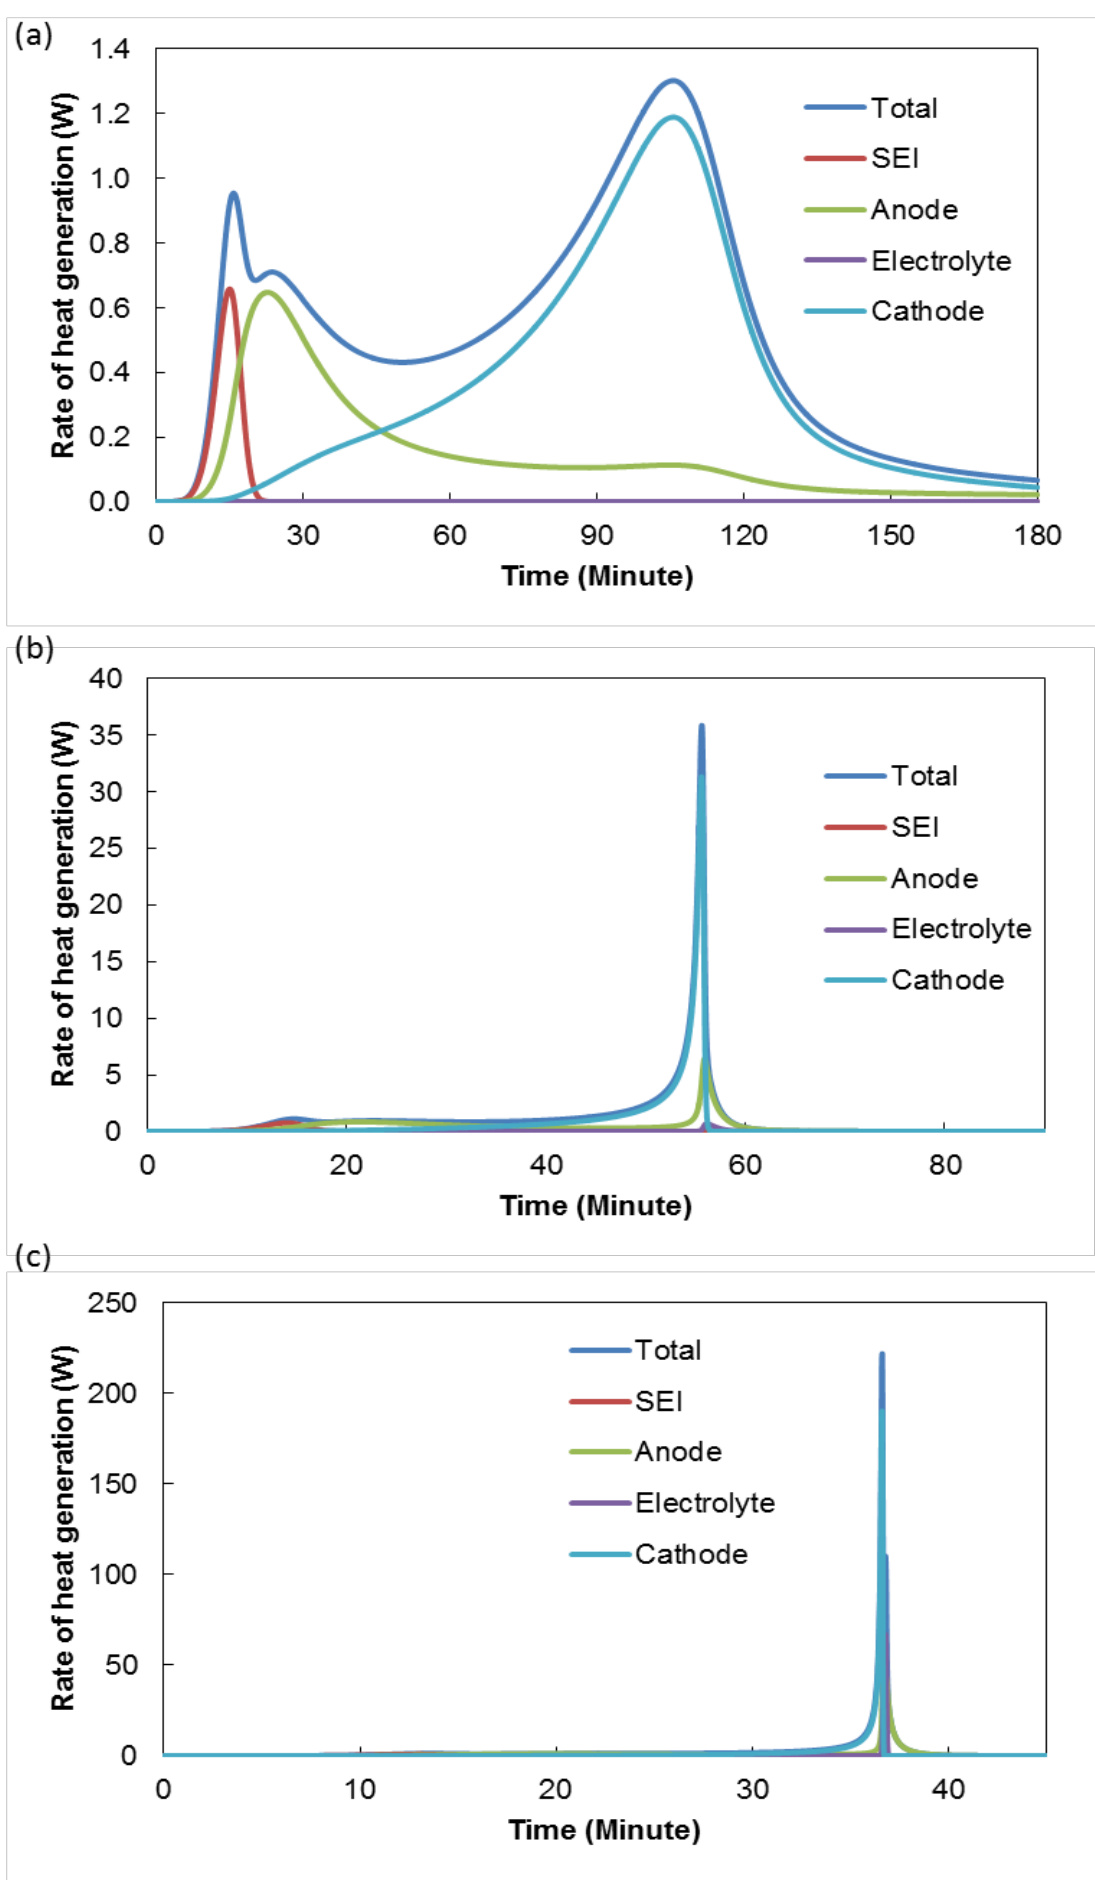 (a)
Rate of heat generation (W)
1.4
1.2
1.0
0.8
0.6
0.4
0.2
0.0
Total
SEI
Anode
Electrolyte
Cathode
0 30 60 90 120 150 180
Time (Minute)
(b)
Rate of heat generation (W)
40
35
30
25
20
15
10
5
0
Total
SEI
Anode
Electrolyte
Cathode
0 20 40 60 80
Time (Minute)
(c)
Rate of heat generation (W)
250
200
150
100
50
0
Total
SEI
Anode
Electrolyte
Cathode
0 10 20 30 40
Time (Minute)